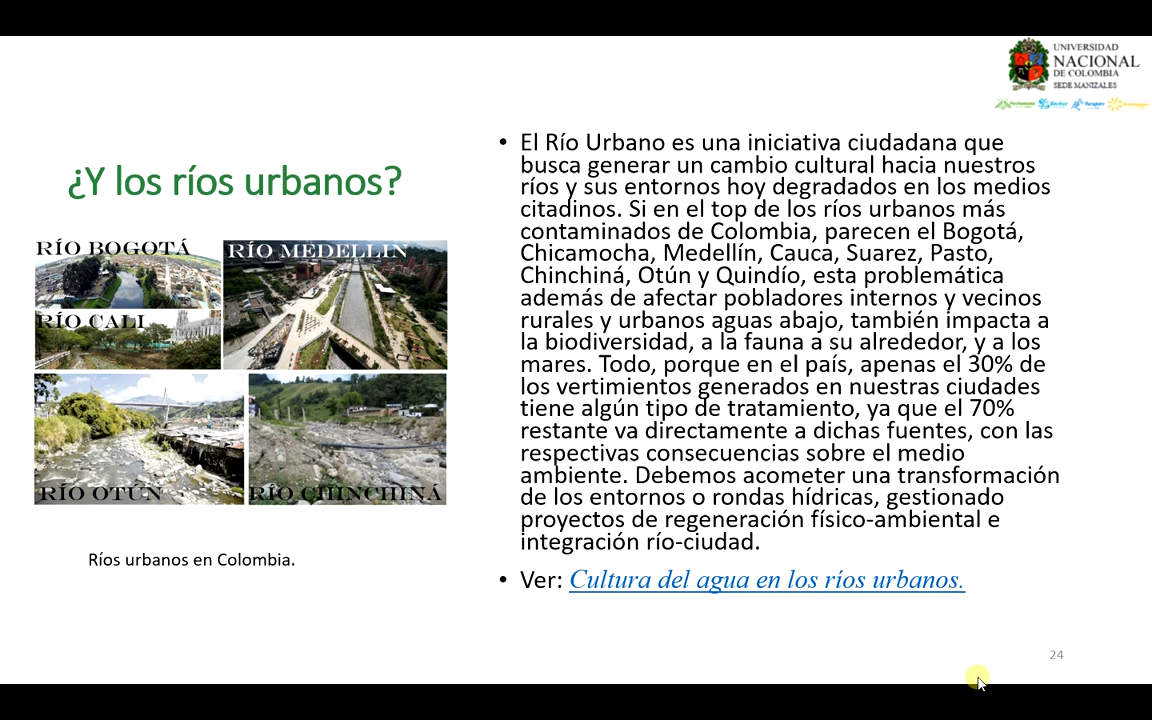 UNIVERSIDAD
NACIONAL
DE COLOMBIA
SEDE MANIZALES
¿Y los ríos urbanos?
RÍO BOGOTÁ
RÍO MEDELLIN
RÍO CALI
RÍO OTÚN
RÍO CHINCHINÁ
Ríos urbanos en Colombia.
• El Río Urbano es una iniciativa ciudadana que
busca generar un cambio cultural hacia nuestros
ríos y sus entornos hoy degradados en los medios
citadinos. Si en el top de los ríos urbanos más
contaminados de Colombia, parecen el Bogotá,
Chicamocha, Medellín, Cauca, Suarez, Pasto,
Chinchiná, Otún y Quindío, esta problemática
además de afectar pobladores internos y vecinos
rurales y urbanos aguas abajo, también impacta a
la biodiversidad, a la fauna a su alrededor, y a los
mares. Todo, porque en el país, apenas el 30% de
los vertimientos generados en nuestras ciudades
tiene algún tipo de tratamiento, ya que el 70%
restante va directamente a dichas fuentes, con las
respectivas consecuencias sobre el medio
ambiente. Debemos acometer una transformación
de los entornos o rondas hídricas, gestionado
proyectos de regeneración físico-ambiental e
integración río-ciudad.
• Ver: Cultura del agua en los ríos urbanos.
24